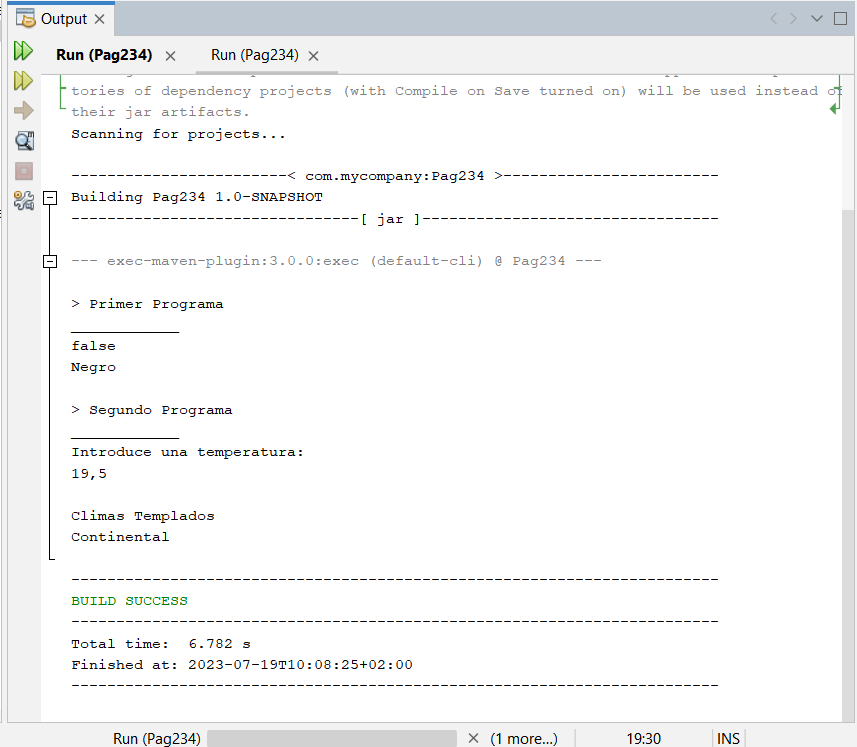 Output
Run (Pag234)
Run (Pag234)
tories of dependency projects (with Compile on Save turned on) will be used instead of
their jar artifacts.
Scanning for projects...
------------------------< com.mycompany:Pag234 >------------------------
Building Pag234 1.0-SNAPSHOT
--------------------------------[ jar ]---------------------------------
--- exec-maven-plugin:3.0.0:exec (default-cli) @ Pag234 ---
> Primer Programa
____________
false
Negro
> Segundo Programa
____________
Introduce una temperatura:
19,5
Climas Templados
Continental
------------------------------------------------------------------------
BUILD SUCCESS
------------------------------------------------------------------------
Total time:  6.782 s
Finished at: 2023-07-19T10:08:25+02:00
------------------------------------------------------------------------
Run (Pag234)
(1 more...)
19:30
INS